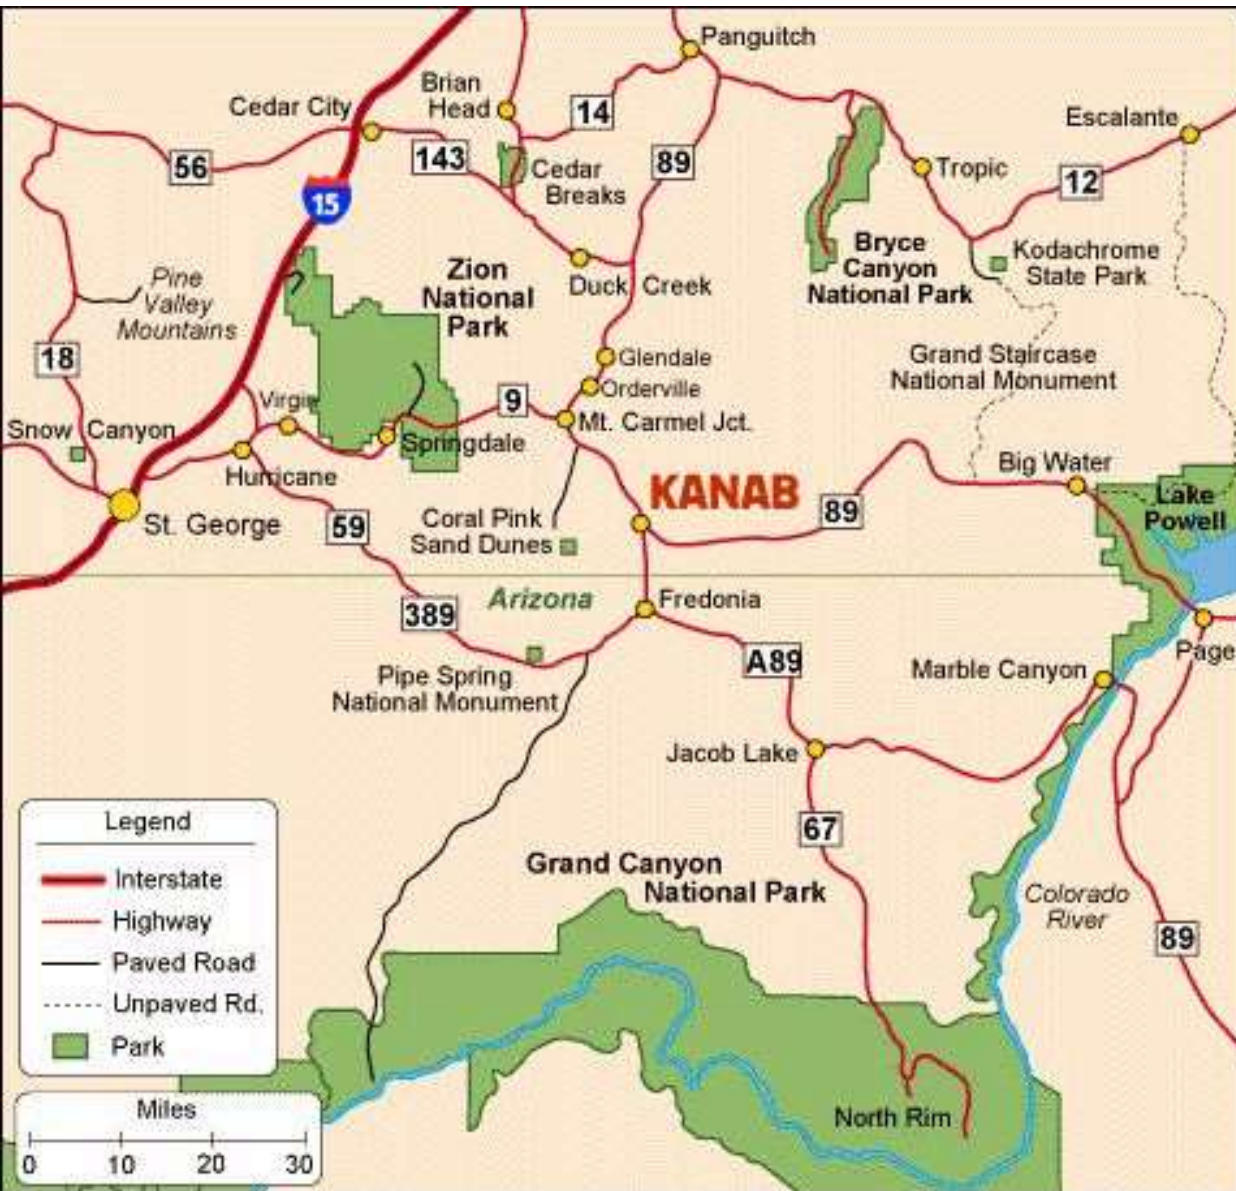 Panguitch
Brian
Head
Cedar City
14
Escalante
56
143
Cedar
Breaks
89
Tropic
12
15
Pine
Valley
Mountains
Zion
National
Park
Bryce
Canyon
National Park
Kodachrome
State Park
Duck Creek
18
Glendale
Grand Staircase
National Monument
Orderville
Virgin
9
Mt. Carmel Jct.
Snow Canyon
Springdale
Hurricane
Big Water
KANAB
Lake
Powell
St. George
59
Coral Pink
Sand Dunes
89
Arizona
Fredonia
389
Page
A89
Marble Canyon
Pipe Spring
National Monument
Jacob Lake
67
Legend
Interstate
Highway
Paved Road
Unpaved Rd.
Park
Grand Canyon
National Park
Colorado
River
89
North Rim
Miles
0 10 20 30